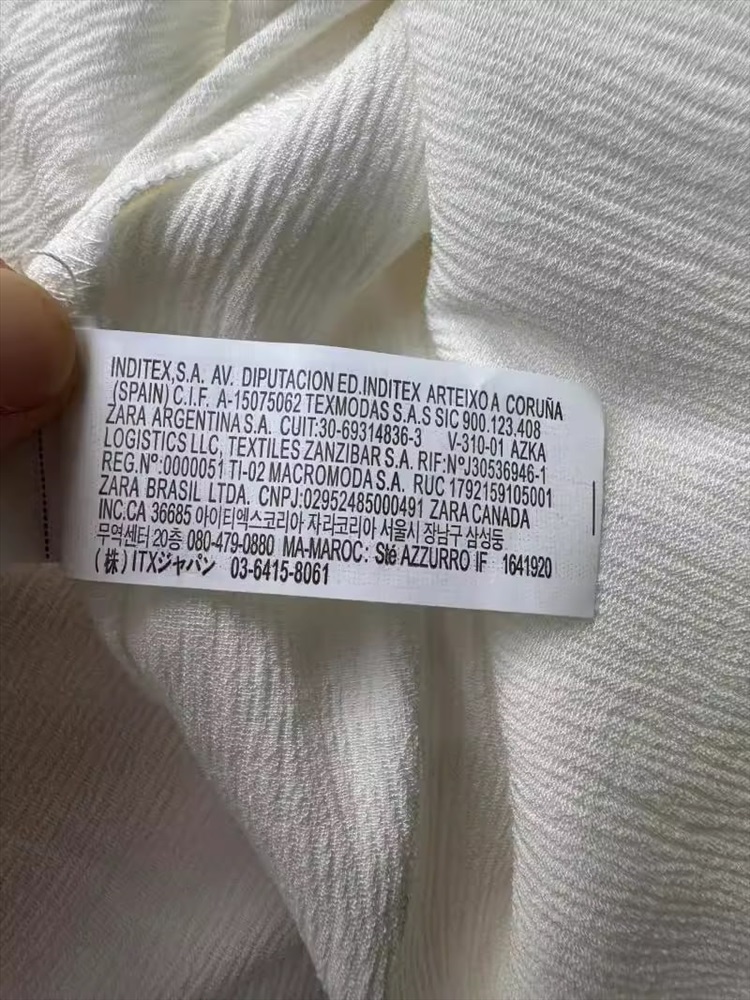 INDITEX,S.A. AV. DIPUTACION ED.INDITEX ARTEIXO A CORUÑA
(SPAIN) C.I.F. A-15075062 TEXMODAS S.A.S SIC 900.123.408
ZARA ARGENTINA S.A. CUIT:30-69314836-3 V-310-01 AZKA
LOGISTICS LLC, TEXTILES ZANZIBAR S.A. RIF:NºJ30536946-1
REG.Nº:0000051 TI-02 MACROMODA S.A. RUC 1792159105001
ZARA BRASIL LTDA. CNPJ:02952485000491 ZARA CANADA
INC.CA 36685 아이티엑스코리아 자라코리아 서울시 장남구 삼성동
무역센터 20층 080-479-0880 MA-MAROC: Sté AZZURRO IF 1641920
(株) ITXジャパン 03-6415-8061